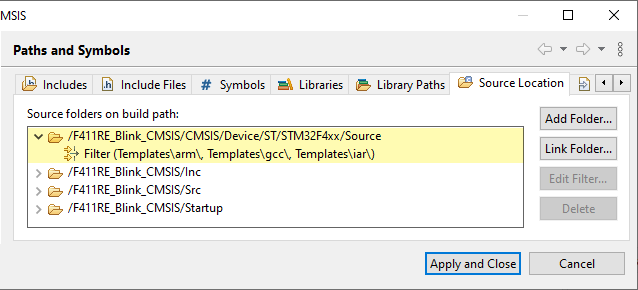 CMSIS
Paths and Symbols
Includes
Include Files
# Symbols
Libraries
Library Paths
Source Location
Source folders on build path:
/F411RE_Blink_CMSIS/CMSIS/Device/ST/STM32F4xx/Source
Filter (Templates\arm\, Templates\gcc\, Templates\iar\)
/F411RE_Blink_CMSIS/Inc
/F411RE_Blink_CMSIS/Src
/F411RE_Blink_CMSIS/Startup
Add Folder...
Link Folder...
Edit Filter...
Delete
Apply and Close
Cancel